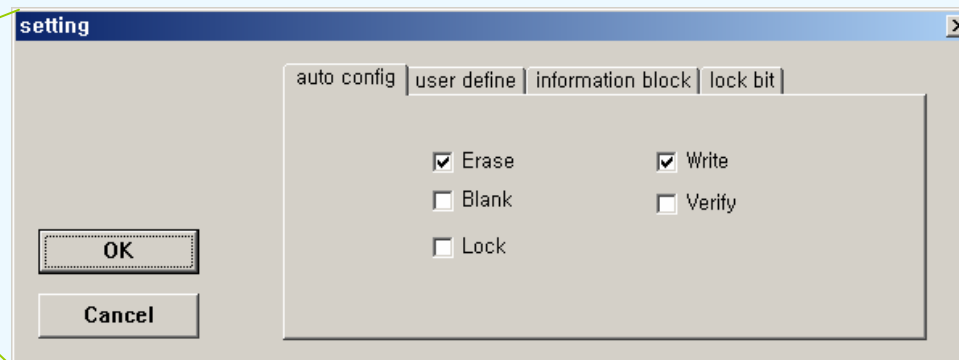 setting
auto config user define information block lock bit
Erase Write
Blank Verify
Lock
OK
Cancel